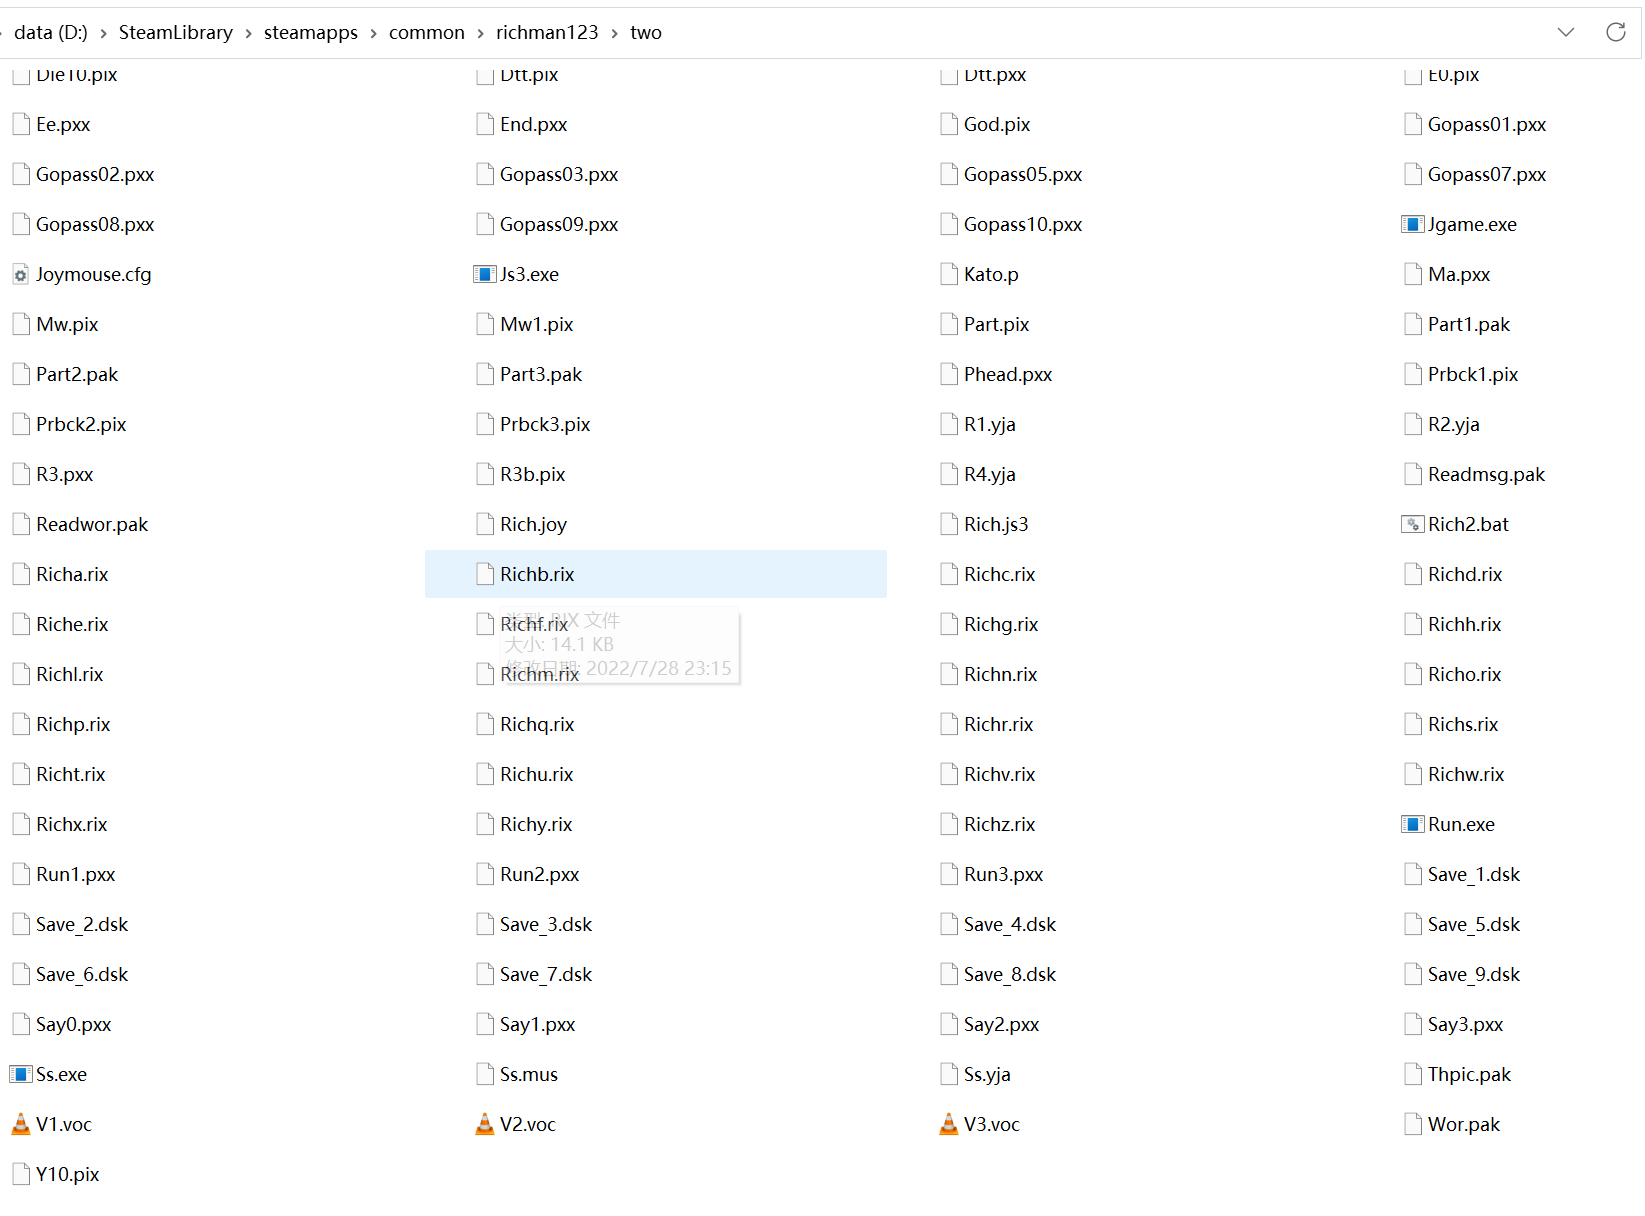 data (D:) › SteamLibrary › steamapps › common › richman123 › two
Die10.pix Dtt.pix Dtt.pxx E0.pix
Ee.pxx End.pxx God.pix Gopass01.pxx
Gopass02.pxx Gopass03.pxx Gopass05.pxx Gopass07.pxx
Gopass08.pxx Gopass09.pxx Gopass10.pxx Jgame.exe
Joymouse.cfg Js3.exe Kato.p Ma.pxx
Mw.pix Mw1.pix Part.pix Part1.pak
Part2.pak Part3.pak Phead.pxx Prbck1.pix
Prbck2.pix Prbck3.pix R1.yja R2.yja
R3.pxx R3b.pix R4.yja Readmsg.pak
Readwor.pak Rich.joy Rich.js3 Rich2.bat
Richa.rix Richb.rix Richc.rix Richd.rix
Riche.rix Richf.rix Richg.rix Richh.rix
类型: RIX 文件
大小: 14.1 KB
修改日期: 2022/7/28 23:15
Richl.rix Richm.rix Richn.rix Richo.rix
Richp.rix Richq.rix Richr.rix Richs.rix
Richt.rix Richu.rix Richv.rix Richw.rix
Richx.rix Richy.rix Richz.rix Run.exe
Run1.pxx Run2.pxx Run3.pxx Save_1.dsk
Save_2.dsk Save_3.dsk Save_4.dsk Save_5.dsk
Save_6.dsk Save_7.dsk Save_8.dsk Save_9.dsk
Say0.pxx Say1.pxx Say2.pxx Say3.pxx
Ss.exe Ss.mus Ss.yja Thpic.pak
V1.voc V2.voc V3.voc Wor.pak
Y10.pix